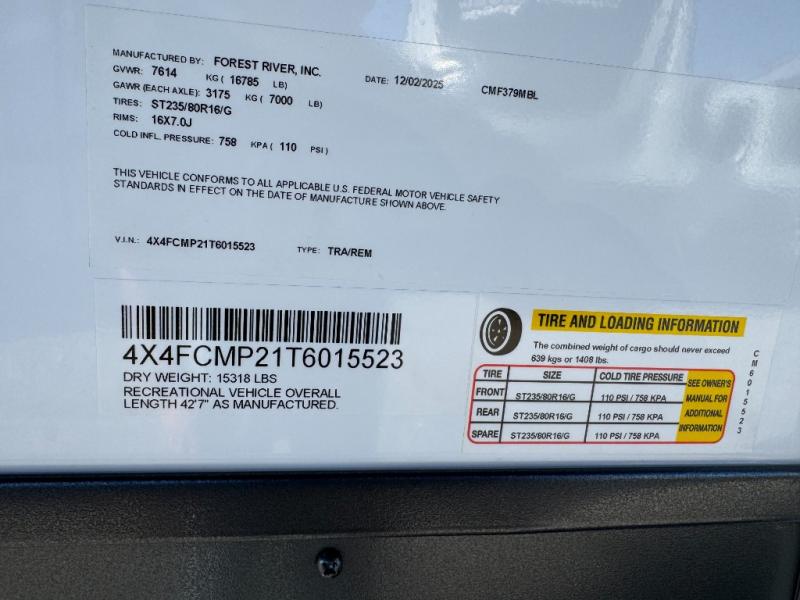 MANUFACTURED BY: FOREST RIVER, INC.
GVWR: 7614 KG ( 16785 LB) DATE: 12/02/2025 CMF379MBL
GAWR (EACH AXLE): 3175 KG ( 7000 LB)
TIRES: ST235/80R16/G
RIMS: 16X7.0J
COLD INFL. PRESSURE: 758 KPA ( 110 PSI )
THIS VEHICLE CONFORMS TO ALL APPLICABLE U.S. FEDERAL MOTOR VEHICLE SAFETY
STANDARDS IN EFFECT ON THE DATE OF MANUFACTURE SHOWN ABOVE.
V.I.N.: 4X4FCMP21T6015523 TYPE: TRA/REM
4X4FCMP21T6015523
DRY WEIGHT: 15318 LBS
RECREATIONAL VEHICLE OVERALL
LENGTH 42'7" AS MANUFACTURED.
TIRE AND LOADING INFORMATION
The combined weight of cargo should never exceed
639 kgs or 1408 lbs.
TIRE SIZE COLD TIRE PRESSURE
FRONT ST235/80R16/G 110 PSI / 758 KPA
REAR ST235/80R16/G 110 PSI / 758 KPA
SPARE ST235/80R16/G 110 PSI / 758 KPA
SEE OWNER'S
MANUAL FOR
ADDITIONAL
INFORMATION
CM6015523